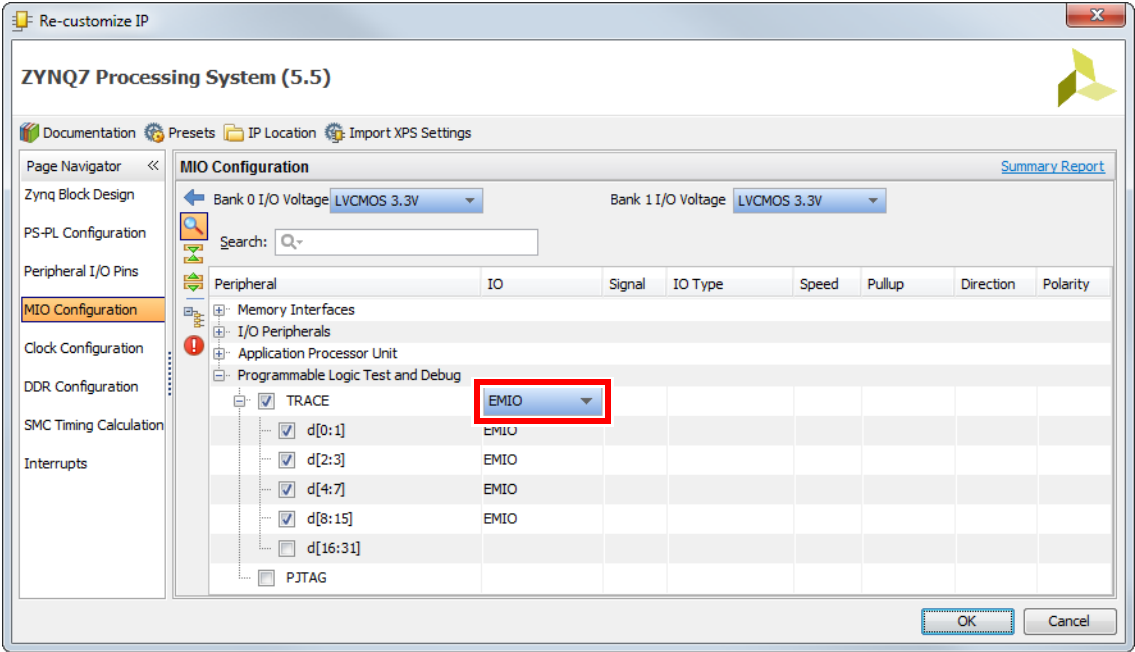 Re-customize IP
ZYNQ7 Processing System (5.5)
Documentation Presets IP Location Import XPS Settings
Page Navigator «
Zynq Block Design
PS-PL Configuration
Peripheral I/O Pins
MIO Configuration
Clock Configuration
DDR Configuration
SMC Timing Calculation
Interrupts
MIO Configuration Summary Report
Bank 0 I/O Voltage LVCMOS 3.3V Bank 1 I/O Voltage LVCMOS 3.3V
Search:
Peripheral IO Signal IO Type Speed Pullup Direction Polarity
Memory Interfaces
I/O Peripherals
Application Processor Unit
Programmable Logic Test and Debug
TRACE EMIO
d[0:1] EMIO
d[2:3] EMIO
d[4:7] EMIO
d[8:15] EMIO
d[16:31]
PJTAG
OK Cancel